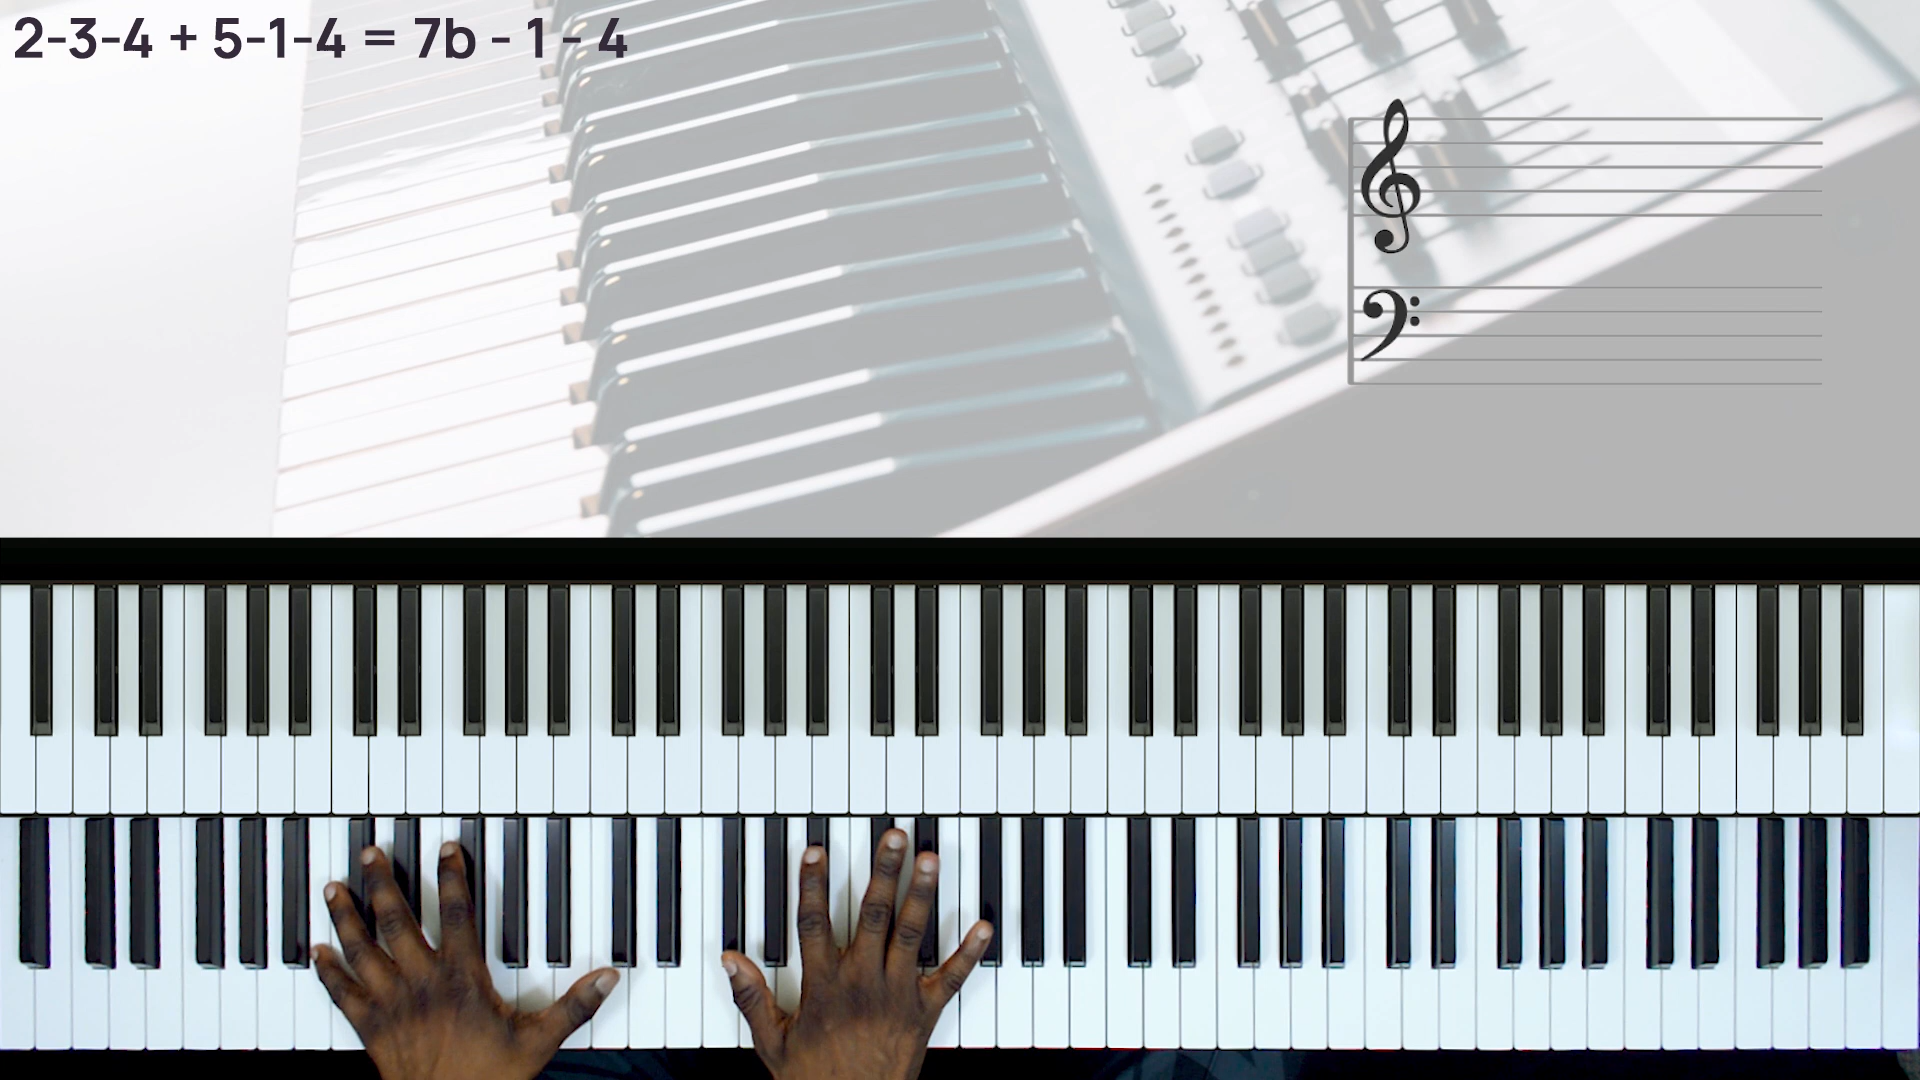 2-3-4 + 5-1-4 = 7b - 1 - 4